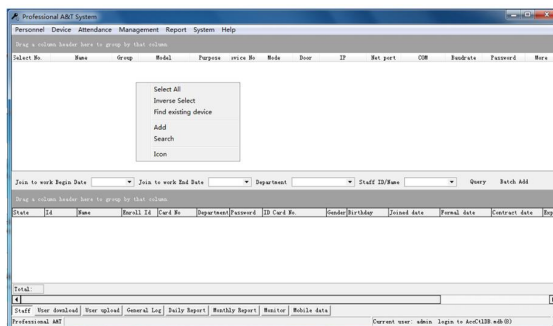 Professional A&T System
Personnel Device Attendance Management Report System Help
Drag a column header here to group by that column
Select No. Name Group Model Purpose evice No Mode Door IP Net port COM Baudrate Password More
Select All
Inverse Select
Find existing device
Add
Search
Icon
Join to work Begin Date Join to work End Date Department Staff ID/Name Query Batch Add
Drag a column header here to group by that column
State Id Name Enroll Id Card No Department Password ID Card No. Gender Birthday Joined date Formal date Contract date Exp
Total:
Staff User download User upload General Log Daily Report Monthly Report Monitor Mobile data
Professional A&T Current user: admin login to AccCtlDB.mdb(0)